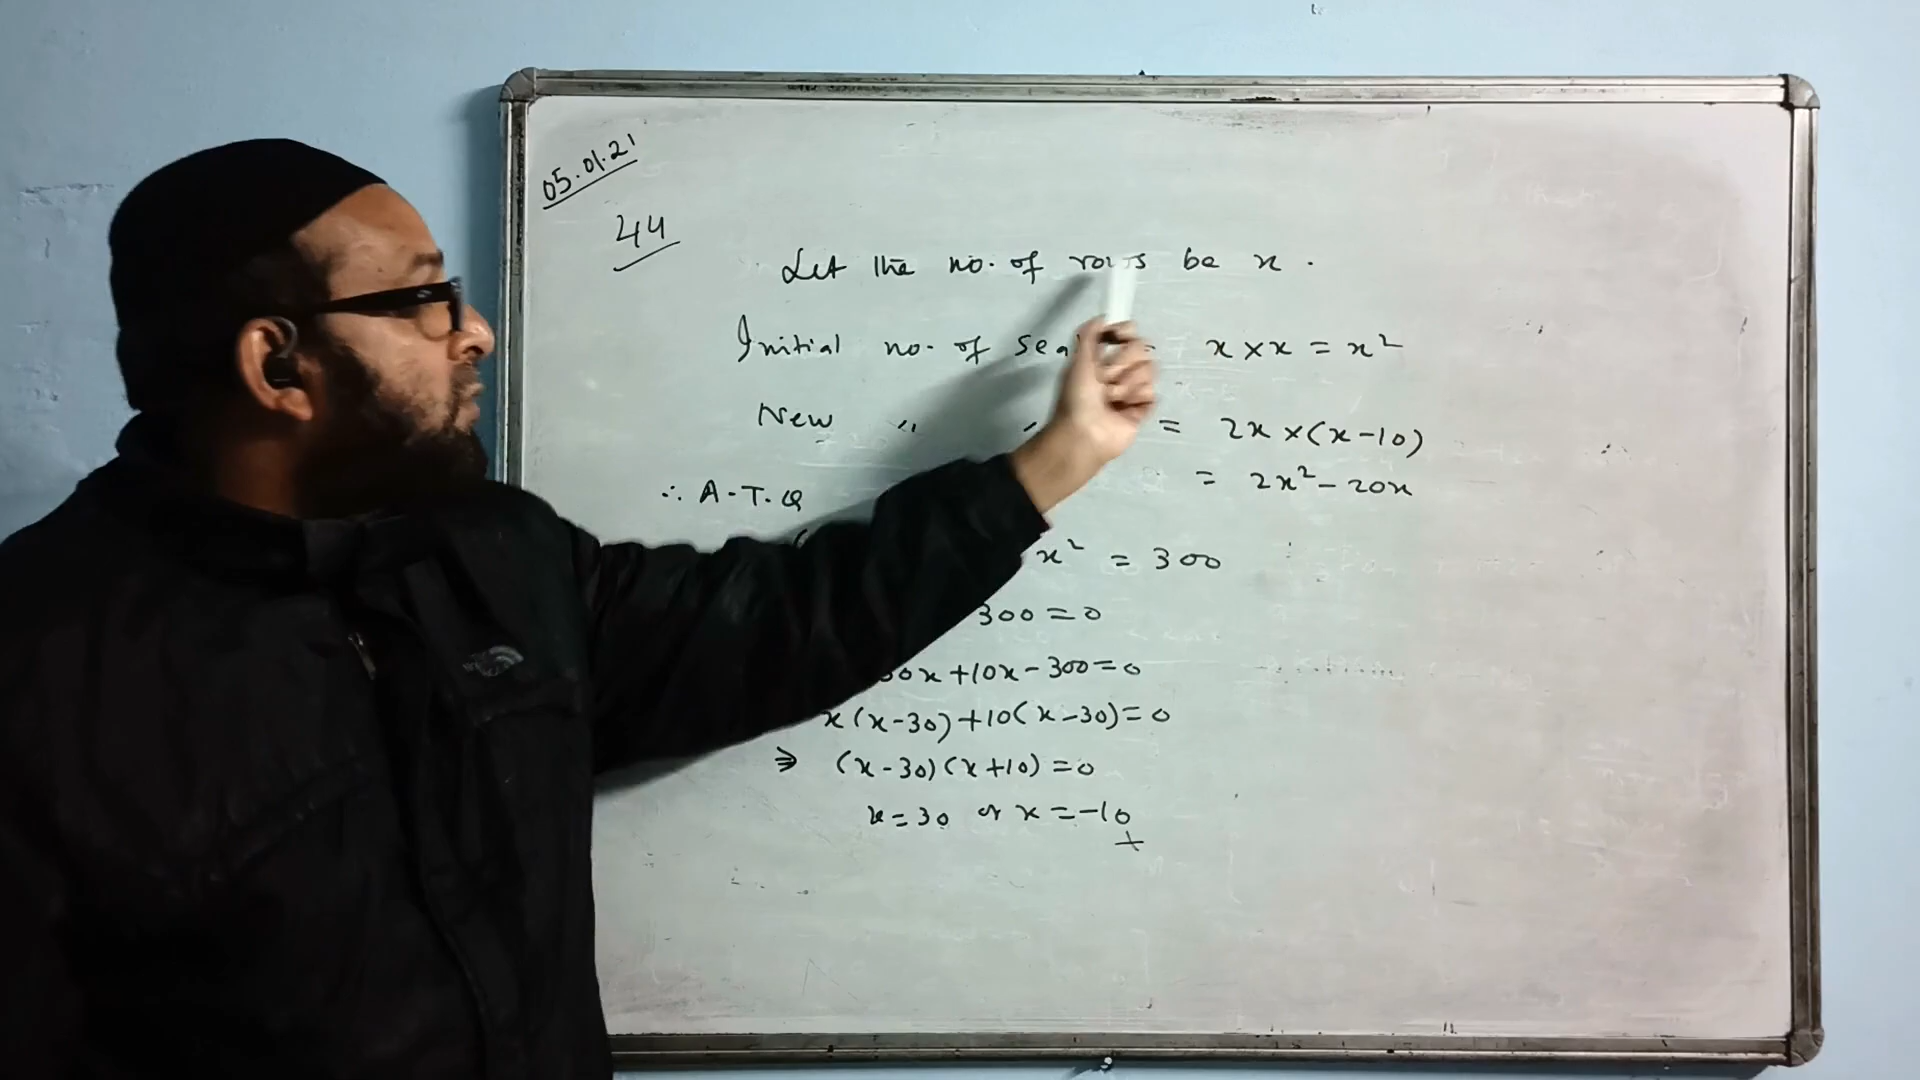 05.01.21
44
Let the no. of rows be x.
Initial no. of = x × x = x²
New " " = 2x × (x-10)
= 2x² - 20x
∴ A.T.Q
x² = 300
300 = 0
x + 10x - 300 = 0
x(x-30) + 10(x-30) = 0
⇒ (x-30)(x+10) = 0
x = 30 or x = -10